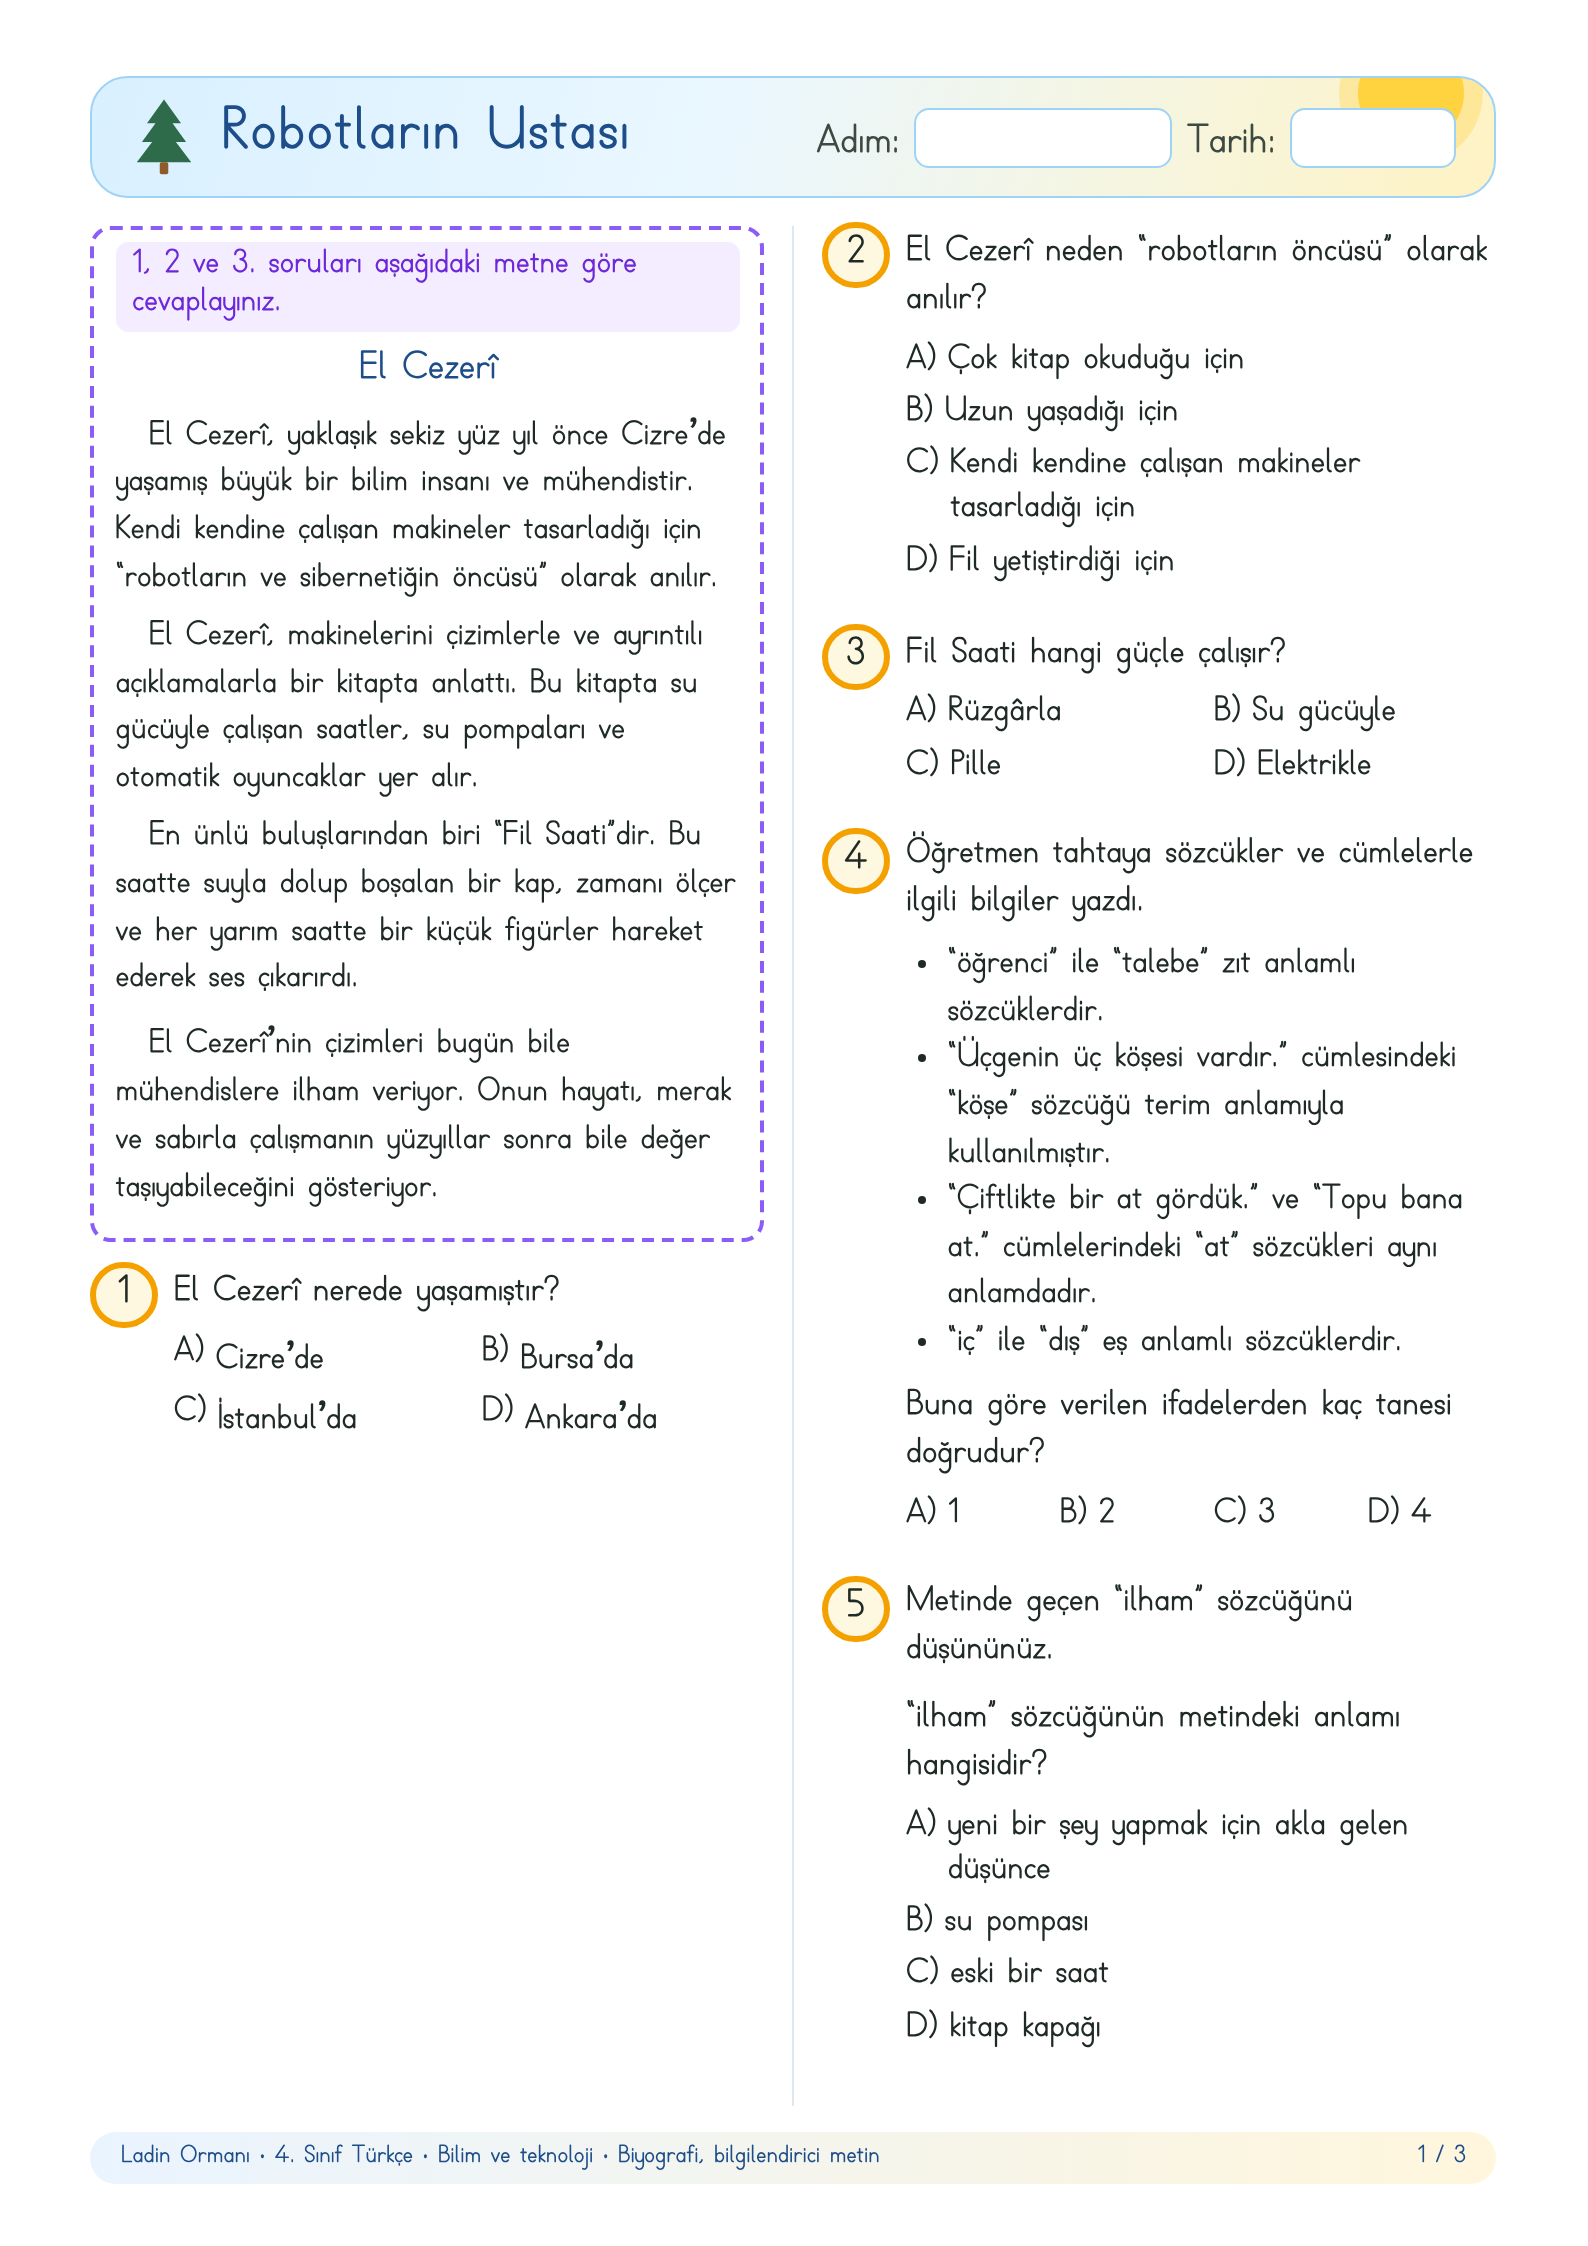 Robotların Ustası
Adım:
Tarih:
1, 2 ve 3. soruları aşağıdaki metne göre
cevaplayınız.
El Cezerî
El Cezerî, yaklaşık sekiz yüz yıl önce Cizre’de
yaşamış büyük bir bilim insanı ve mühendistir.
Kendi kendine çalışan makineler tasarladığı için
“robotların ve sibernetiğin öncüsü” olarak anılır.
El Cezerî, makinelerini çizimlerle ve ayrıntılı
açıklamalarla bir kitapta anlattı. Bu kitapta su
gücüyle çalışan saatler, su pompaları ve
otomatik oyuncaklar yer alır.
En ünlü buluşlarından biri “Fil Saati”dir. Bu
saatte suyla dolup boşalan bir kap, zamanı ölçer
ve her yarım saatte bir küçük figürler hareket
ederek ses çıkarırdı.
El Cezerî’nin çizimleri bugün bile
mühendislere ilham veriyor. Onun hayatı, merak
ve sabırla çalışmanın yüzyıllar sonra bile değer
taşıyabileceğini gösteriyor.
1 El Cezerî nerede yaşamıştır?
A) Cizre’de B) Bursa’da
C) İstanbul’da D) Ankara’da
2 El Cezerî neden “robotların öncüsü” olarak
anılır?
A) Çok kitap okuduğu için
B) Uzun yaşadığı için
C) Kendi kendine çalışan makineler
tasarladığı için
D) Fil yetiştirdiği için
3 Fil Saati hangi güçle çalışır?
A) Rüzgârla B) Su gücüyle
C) Pille D) Elektrikle
4 Öğretmen tahtaya sözcükler ve cümlelerle
ilgili bilgiler yazdı.
• “öğrenci” ile “talebe” zıt anlamlı
sözcüklerdir.
• “Üçgenin üç köşesi vardır.” cümlesindeki
“köşe” sözcüğü terim anlamıyla
kullanılmıştır.
• “Çiftlikte bir at gördük.” ve “Topu bana
at.” cümlelerindeki “at” sözcükleri aynı
anlamdadır.
• “iç” ile “dış” eş anlamlı sözcüklerdir.
Buna göre verilen ifadelerden kaç tanesi
doğrudur?
A) 1 B) 2 C) 3 D) 4
5 Metinde geçen “ilham” sözcüğünü
düşününüz.
“ilham” sözcüğünün metindeki anlamı
hangisidir?
A) yeni bir şey yapmak için akla gelen
düşünce
B) su pompası
C) eski bir saat
D) kitap kapağı
Ladin Ormanı • 4. Sınıf Türkçe • Bilim ve teknoloji • Biyografi, bilgilendirici metin
1 / 3